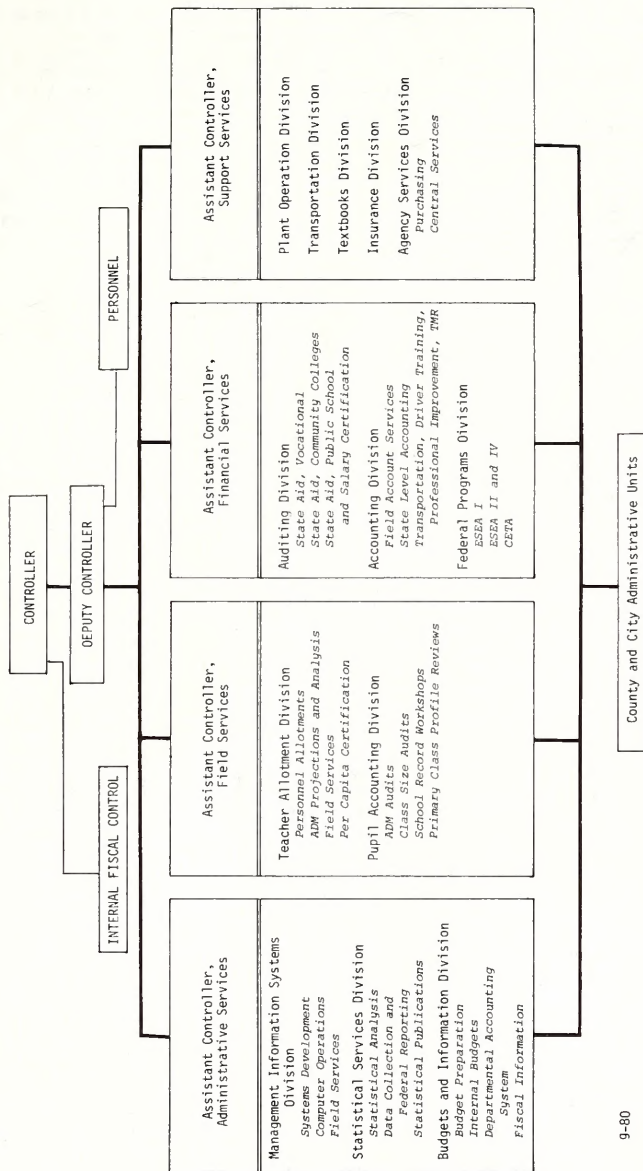 CONTROLLER
INTERNAL FISCAL CONTROL
DEPUTY CONTROLLER
PERSONNEL
Assistant Controller,
Administrative Services
Management Information Systems
Division
Systems Development
Computer Operations
Field Services
Statistical Services Division
Statistical Analysis
Data Collection and
Federal Reporting
Statistical Publications
Budgets and Information Division
Budget Preparation
Internal Budgets
Departmental Accounting
System
Fiscal Information
Assistant Controller,
Field Services
Teacher Allotment Division
Personnel Allotments
ADM Projections and Analysis
Field Services
Per Capita Certification
Pupil Accounting Division
ADM Audits
Class Size Audits
School Record Workshops
Primary Class Profile Reviews
Assistant Controller,
Financial Services
Auditing Division
State Aid, Vocational
State Aid, Community Colleges
State Aid, Public School
and Salary Certification
Accounting Division
Field Account Services
State Level Accounting
Transportation, Driver Training,
Professional Improvement, TMR
Federal Programs Division
ESEA I
ESEA II and IV
CETA
Assistant Controller,
Support Services
Plant Operation Division
Transportation Division
Textbooks Division
Insurance Division
Agency Services Division
Purchasing
Central Services
County and City Administrative Units
9-80